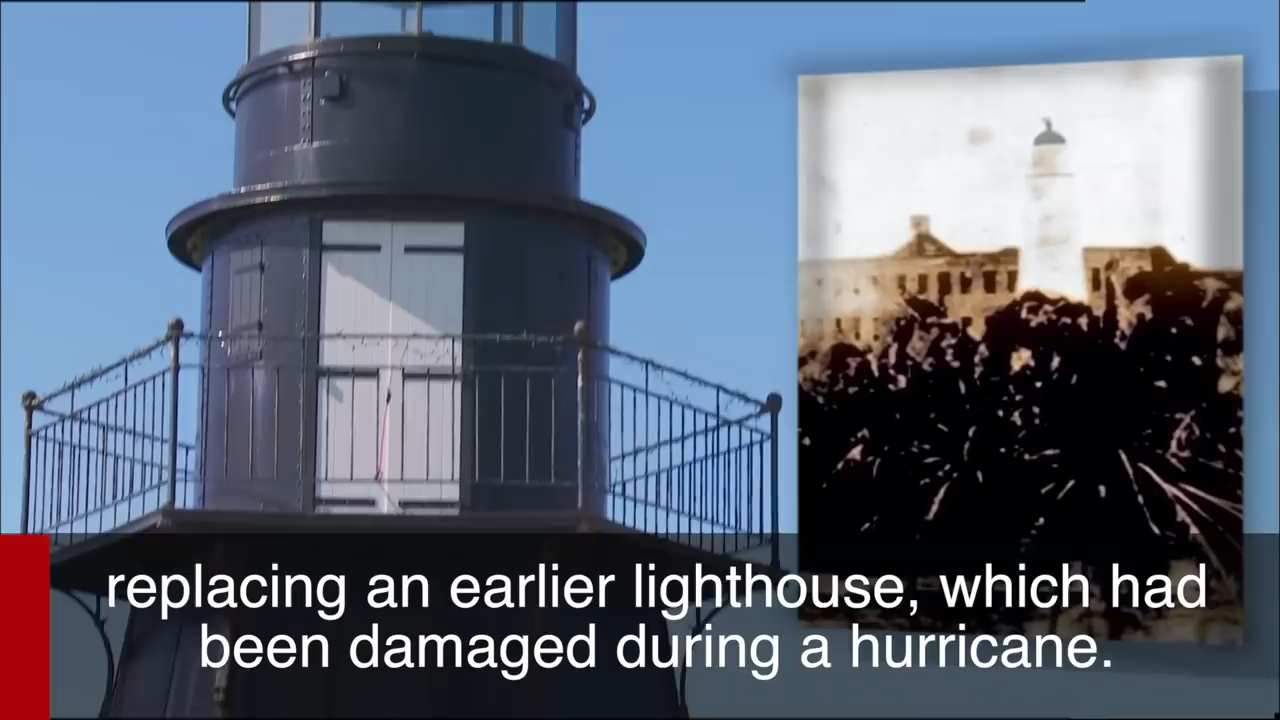 replacing an earlier lighthouse, which had
been damaged during a hurricane.